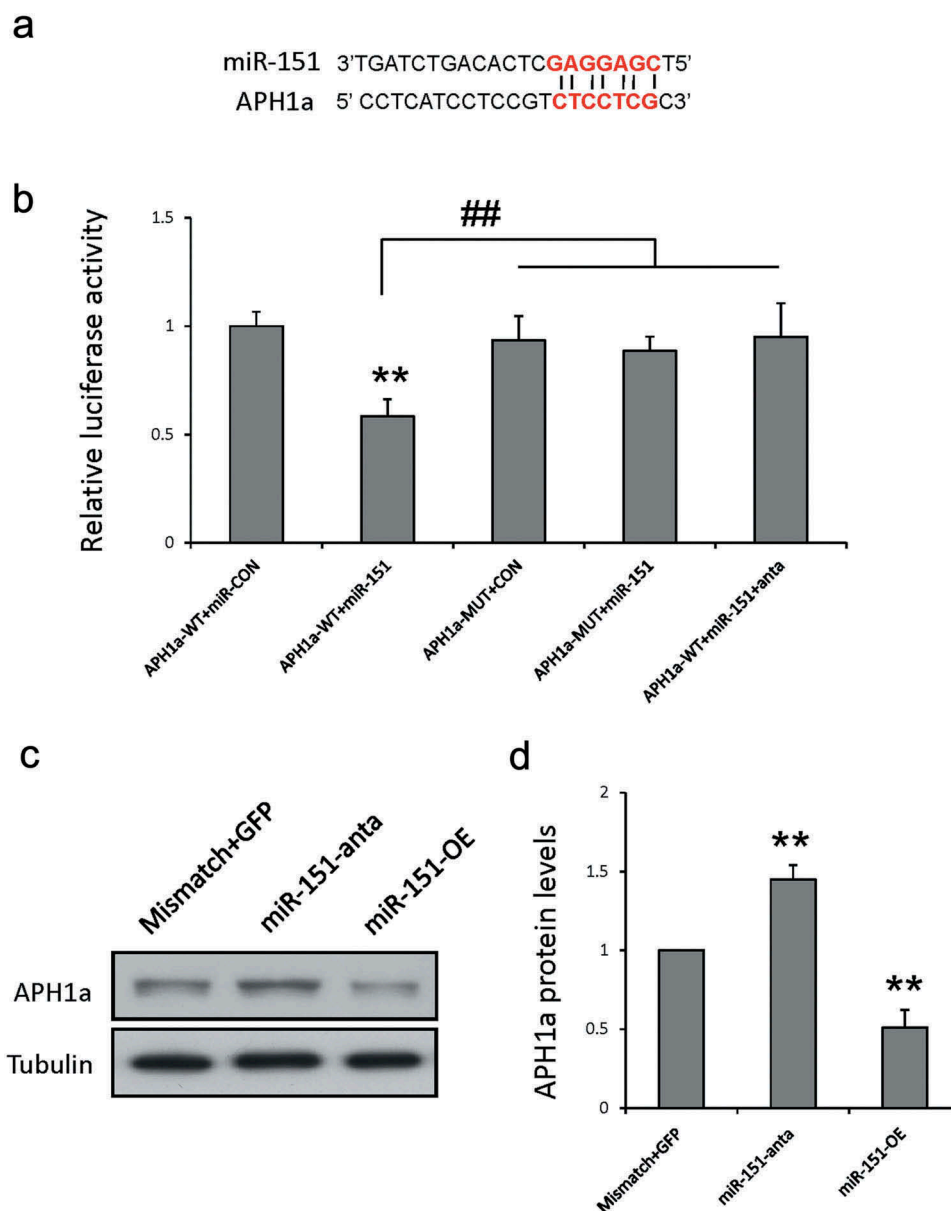 a
miR-151 3'TGATCTGACACTCGAGGAGCT5'
APH1a 5' CCTCATCCTCCGTCTCCTCGC3'
b
##
**
Relative luciferase activity
1.5
1
0.5
0
APH1a-WT+miR-CON
APH1a-WT+miR-151
APH1a-MUT+CON
APH1a-MUT+miR-151
APH1a-WT+miR-151+anta
c
Mismatch+GFP
miR-151-anta
miR-151-OE
APH1a
Tubulin
d
APH1a protein levels
2
1.5
1
0.5
0
**
**
Mismatch+GFP
miR-151-anta
miR-151-OE